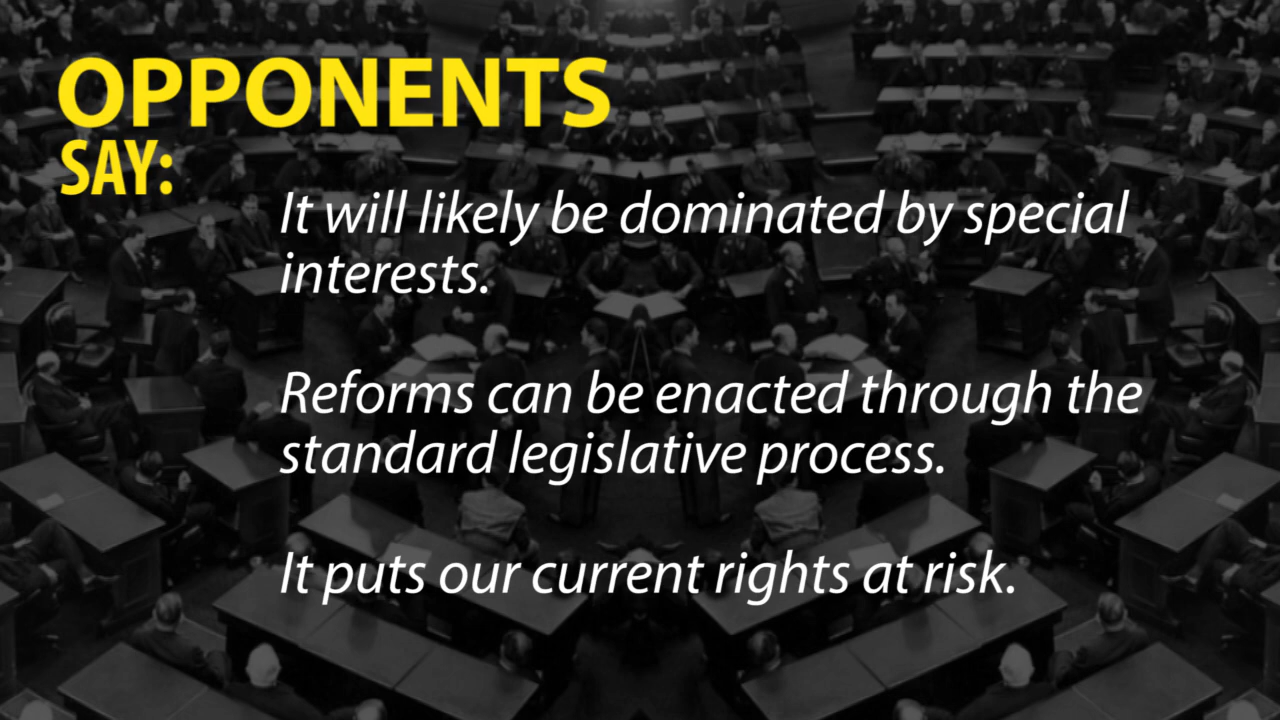 OPPONENTS
SAY:
It will likely be dominated by special
interests.
Reforms can be enacted through the
standard legislative process.
It puts our current rights at risk.